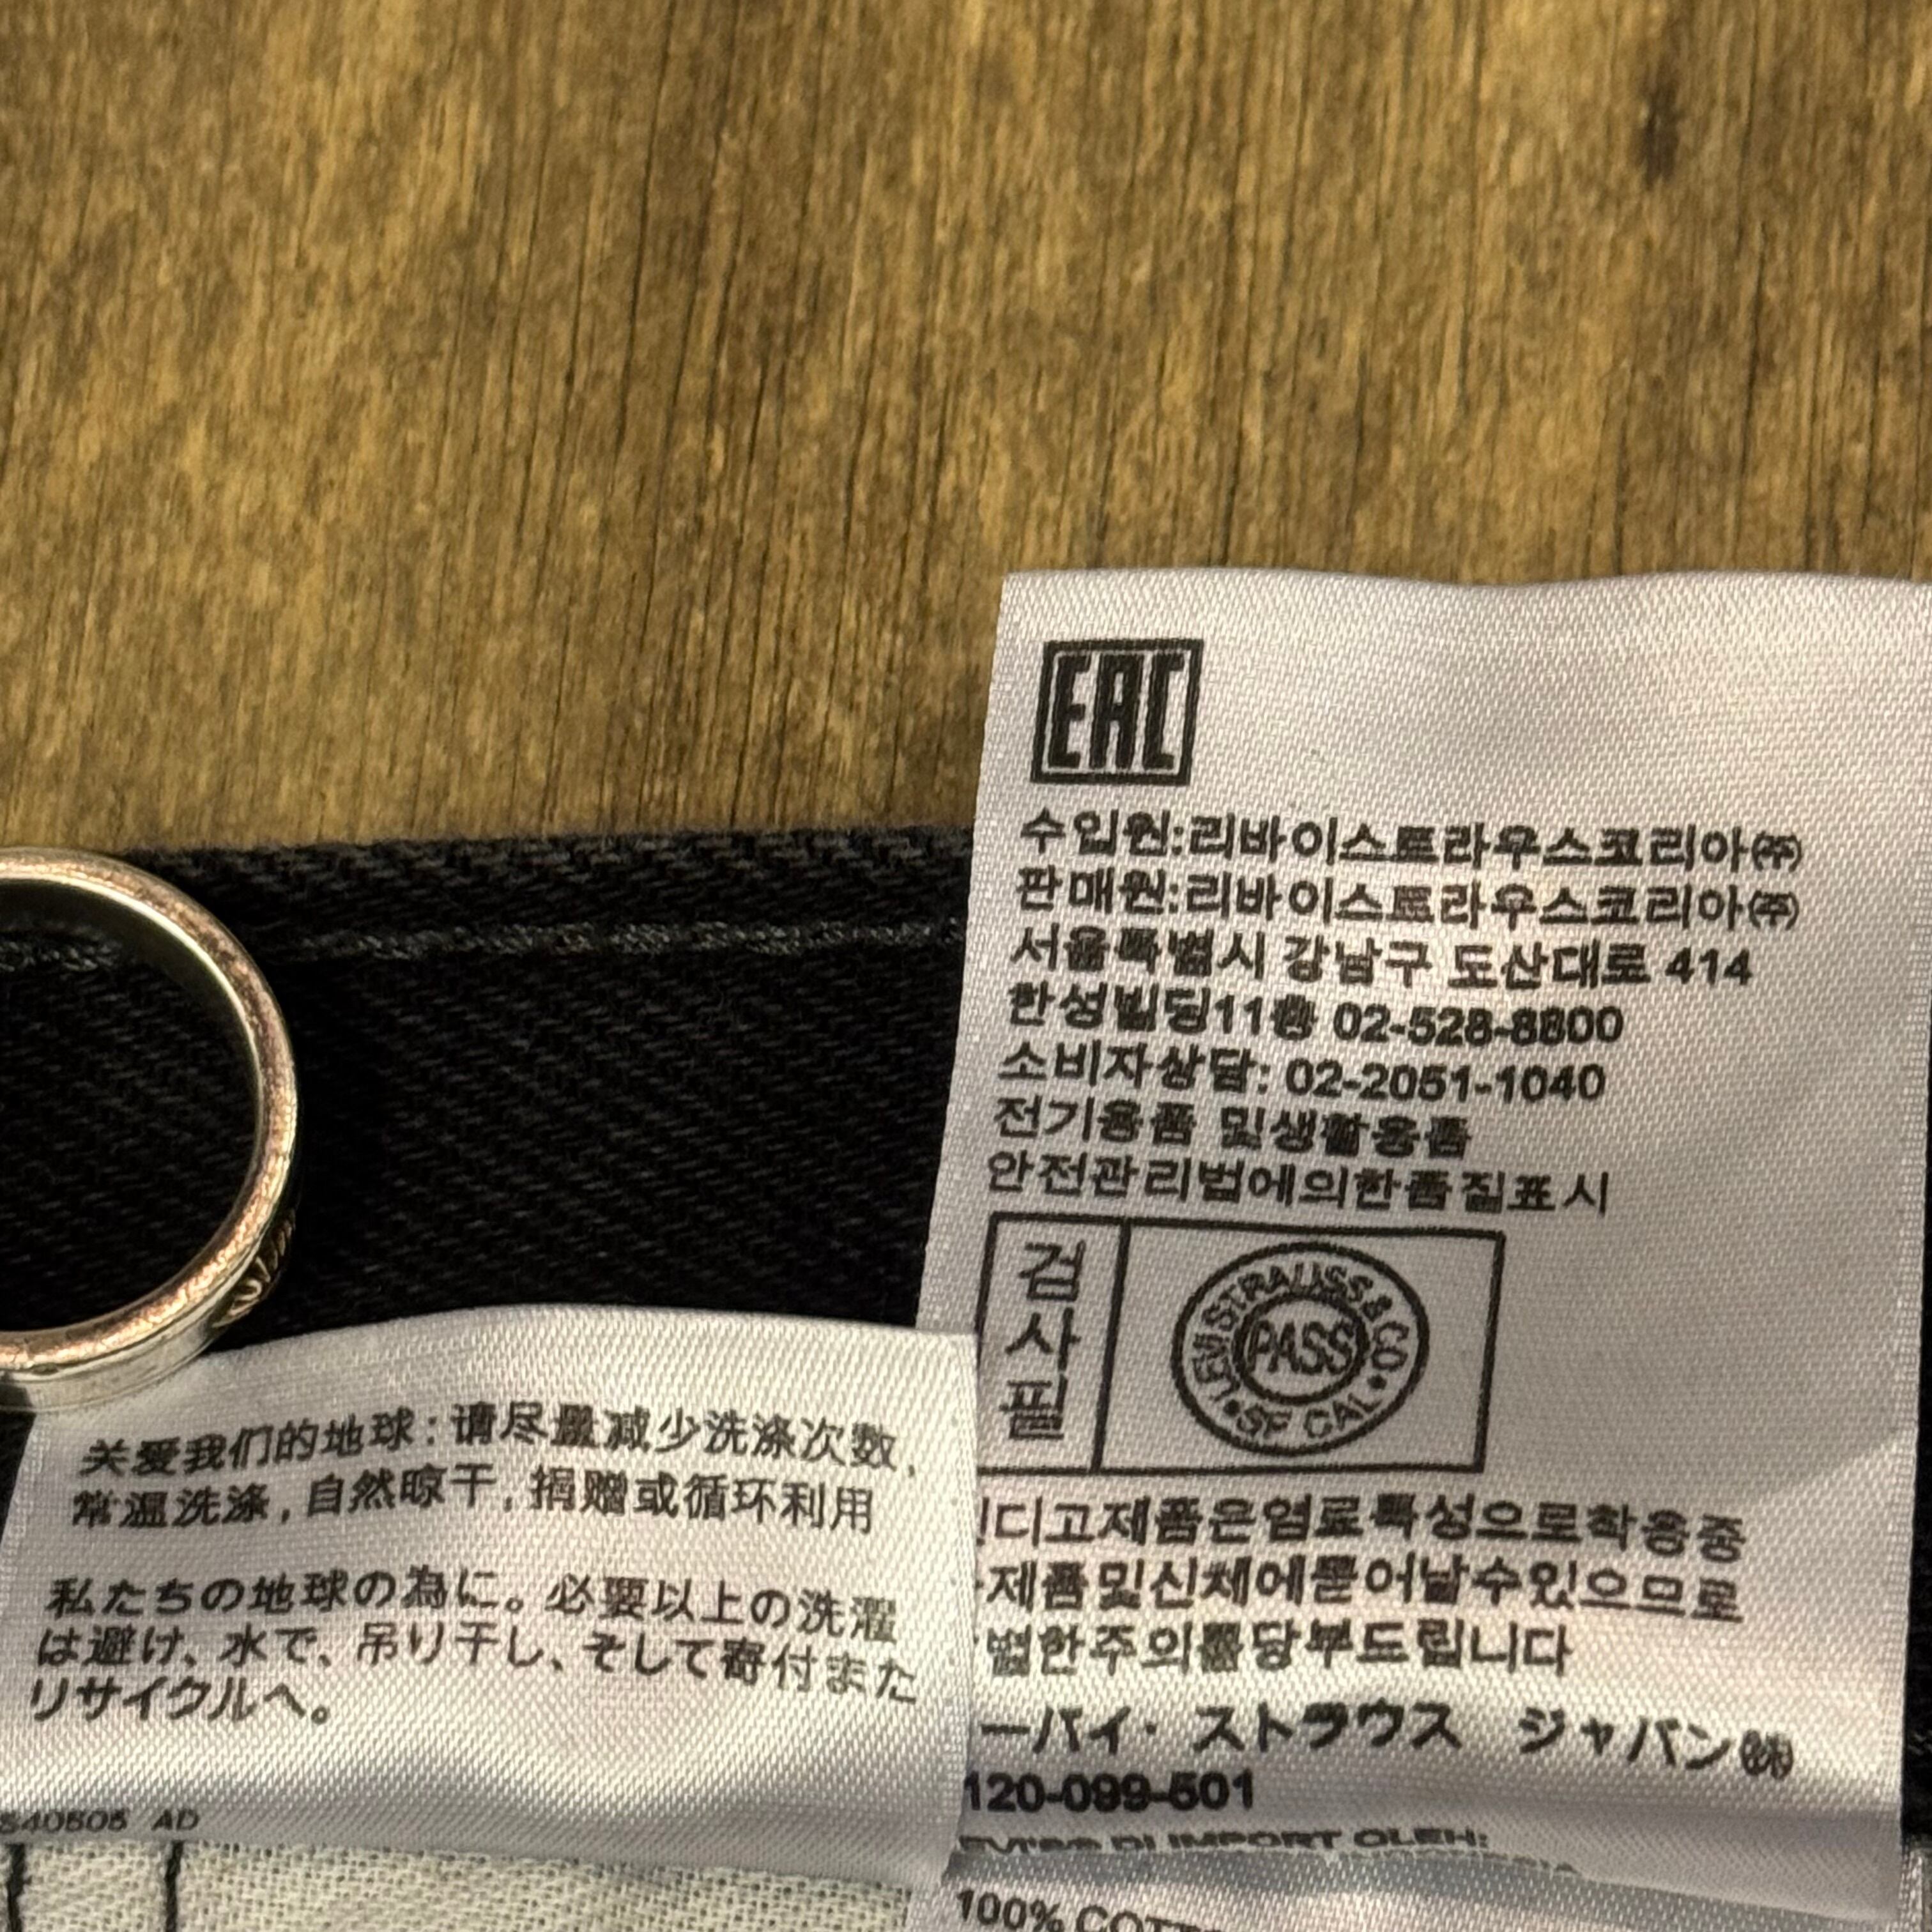 EAC
수입원:리바이스트라우스코리아㈜
판매원:리바이스트라우스코리아㈜
서울특별시 강남구 도산대로 414
한성빌딩11층 02-528-8800
소비자상담: 02-2051-1040
전기용품 및생활용품
안전관리법에의한품질표시
검사필
LEVI STRAUSS & CO
PASS
SF CAL
디고제품은염료특성으로착용중
제품및신체에묻어날수있으므로
별한주의를당부드립니다
ーバイ・ストラウス ジャパン㈱
120-099-501
IMPORT OLEH:
100%
关爱我们的地球:请尽量减少洗涤次数,
常温洗涤,自然晾干,捐赠或循环利用
私たちの地球の為に。必要以上の洗濯
は避け、水で、吊り干し、そして寄付また
リサイクルへ。
S40505 AD